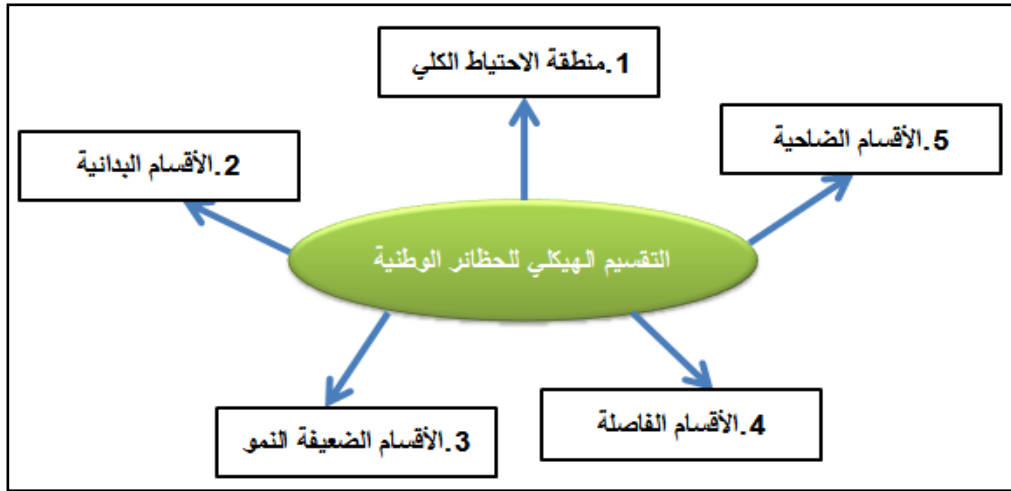 1.منطقة الاحتياط الكلي
5.الأقسام الضاحية
2.الأقسام البدائية
التقسيم الهيكلي للحظائر الوطنية
4.الأقسام الفاصلة
3.الأقسام الضعيفة النمو